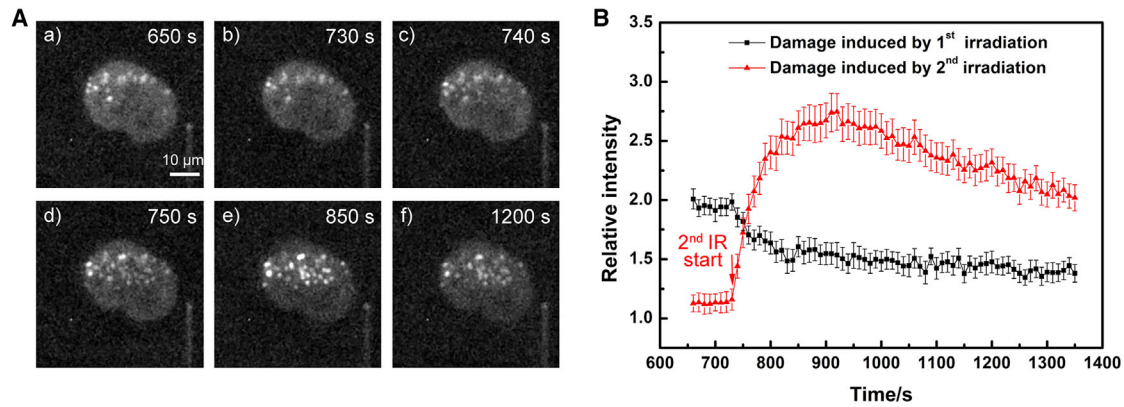 A
a) 650 s
b) 730 s
c) 740 s
10 μm
d) 750 s
e) 850 s
f) 1200 s
B
3.5
3.0
2.5
2.0
1.5
1.0
Relative intensity
Damage induced by 1st irradiation
Damage induced by 2nd irradiation
2nd IR
start
600 700 800 900 1000 1100 1200 1300 1400
Time/s